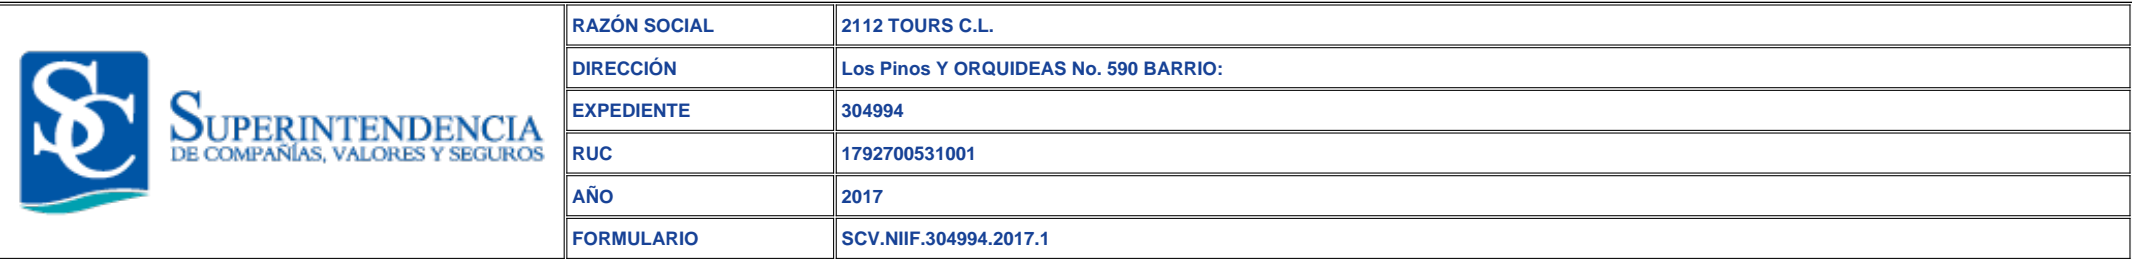 SC
SUPERINTENDENCIA
DE COMPAÑÍAS, VALORES Y SEGUROS
RAZÓN SOCIAL 2112 TOURS C.L.
DIRECCIÓN Los Pinos Y ORQUIDEAS No. 590 BARRIO:
EXPEDIENTE 304994
RUC 1792700531001
AÑO 2017
FORMULARIO SCV.NIIF.304994.2017.1